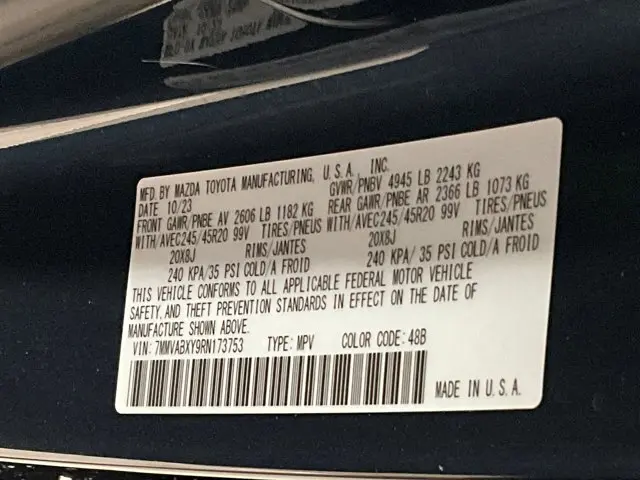 MFD. BY MAZDA TOYOTA MANUFACTURING, U.S.A. INC.
DATE 10/23 GVWR/PNBV 4945 LB 2243 KG
FRONT GAWR/PNBE AV 2606 LB 1182 KG REAR GAWR/PNBE AR 2366 LB 1073 KG
WITH/AVEC245/45R20 99V TIRES/PNEUS WITH/AVEC245/45R20 99V TIRES/PNEUS
20X8J RIMS/JANTES 20X8J RIMS/JANTES
240 KPA/35 PSI COLD/A FROID 240 KPA/ 35 PSI COLD/A FROID
THIS VEHICLE CONFORMS TO ALL APPLICABLE FEDERAL MOTOR VEHICLE
SAFETY, AND THEFT PREVENTION STANDARDS IN EFFECT ON THE DATE OF
MANUFACTURE SHOWN ABOVE.
VIN: 7MMVABXY9RN173753 TYPE: MPV COLOR CODE: 48B
MADE IN U.S.A.